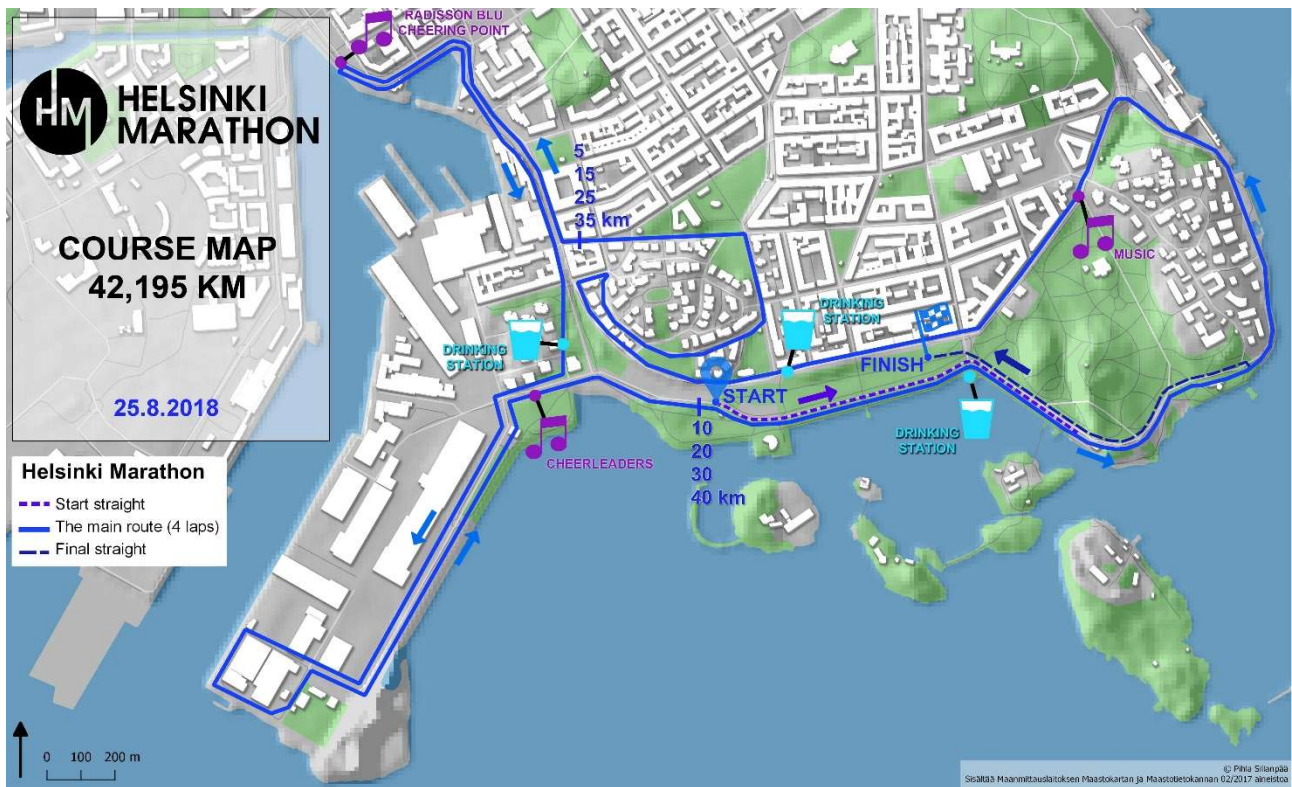 RADISSON BLU
CHEERING POINT
HM
HELSINKI
MARATHON
COURSE MAP
42,195 KM
25.8.2018
5
15
25
35 km
MUSIC
DRINKING
STATION
DRINKING
STATION
FINISH
START
DRINKING
STATION
10
20
30
40 km
CHEERLEADERS
Helsinki Marathon
Start straight
The main route (4 laps)
Final straight
0 100 200 m
© Pihla Sillanpää
Sisältää Maanmittauslaitoksen Maastokartan ja Maastotietokannan 02/2017 aineistoa